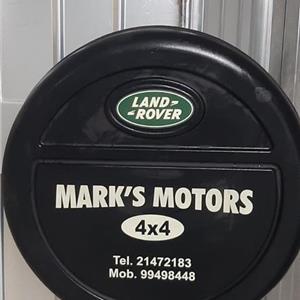 LAND-
-ROVER
MARK'S MOTORS
4x4
Tel. 21472183
Mob. 99498448